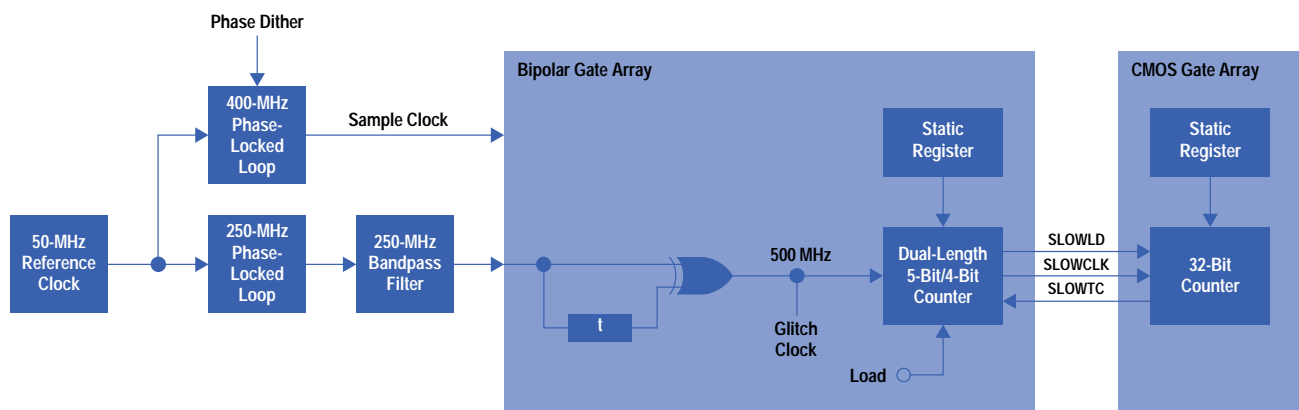 Phase Dither
400-MHz
Phase-
Locked
Loop
Sample Clock
50-MHz
Reference
Clock
250-MHz
Phase-
Locked
Loop
250-MHz
Bandpass
Filter
Bipolar Gate Array
t
500 MHz
Glitch
Clock
Static
Register
Dual-Length
5-Bit/4-Bit
Counter
Load
SLOWLD
SLOWCLK
SLOWTC
CMOS Gate Array
Static
Register
32-Bit
Counter